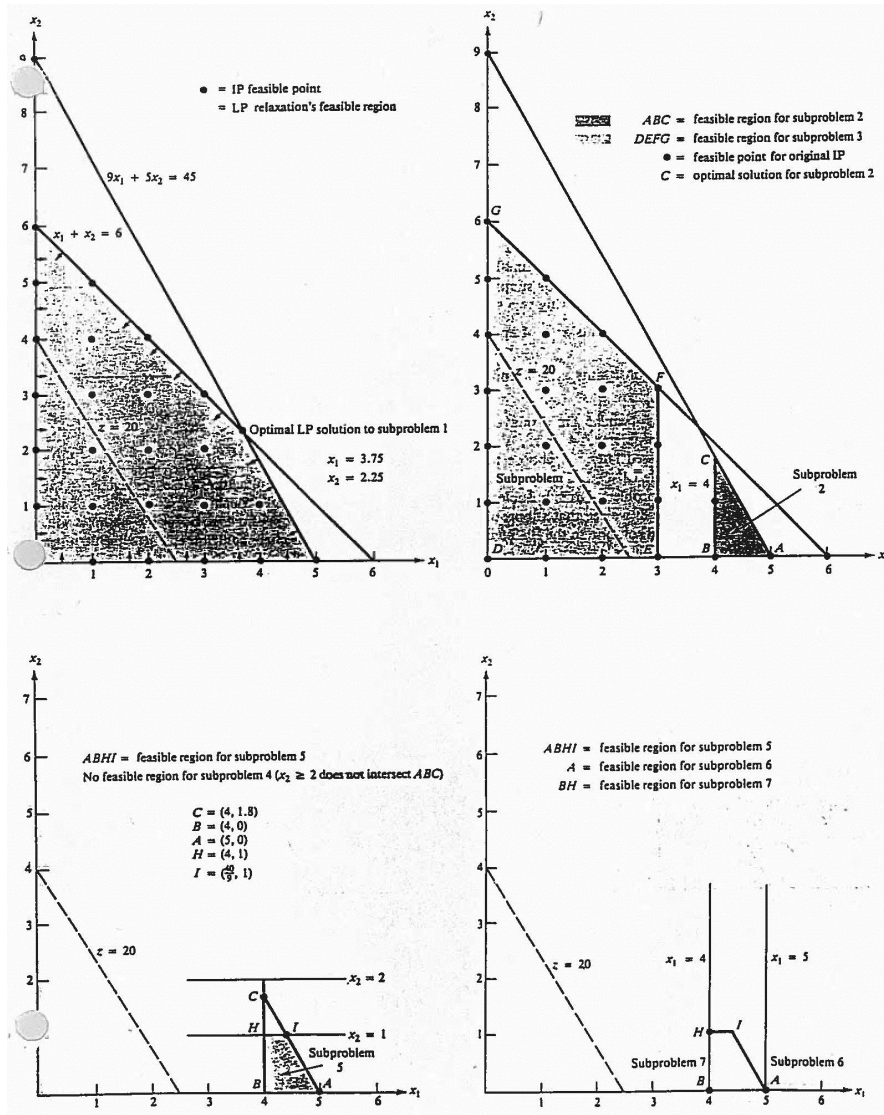 x₂
9
8
7
6
5
4
3
2
1
● = IP feasible point
= LP relaxation's feasible region
9x₁ + 5x₂ = 45
x₁ + x₂ = 6
z = 20
Optimal LP solution to subproblem 1
x₁ = 3.75
x₂ = 2.25
1 2 3 4 5 6 x₁
x₂
9
8
7
6
5
4
3
2
1
ABC = feasible region for subproblem 2
DEFG = feasible region for subproblem 3
● = feasible point for original IP
C = optimal solution for subproblem 2
G
F
z = 20
C
Subproblem
3
x₁ = 4
Subproblem
2
D B A
0 1 2 3 4 5 6 x
x₂
7
6
5
4
3
2
1
ABHI = feasible region for subproblem 5
No feasible region for subproblem 4 (x₂ ≥ 2 does not intersect ABC)
C = (4, 1.8)
B = (4, 0)
A = (5, 0)
H = (4, 1)
I = (40/9, 1)
z = 20
x₂ = 2
C
H I x₂ = 1
Subproblem
5
B A
1 2 3 4 5 6 x₁
x₂
7
6
5
4
3
2
1
ABHI = feasible region for subproblem 5
A = feasible region for subproblem 6
BH = feasible region for subproblem 7
z = 20
x₁ = 4 x₁ = 5
H I
Subproblem 7 Subproblem 6
B A
1 2 3 4 5 6 x₁